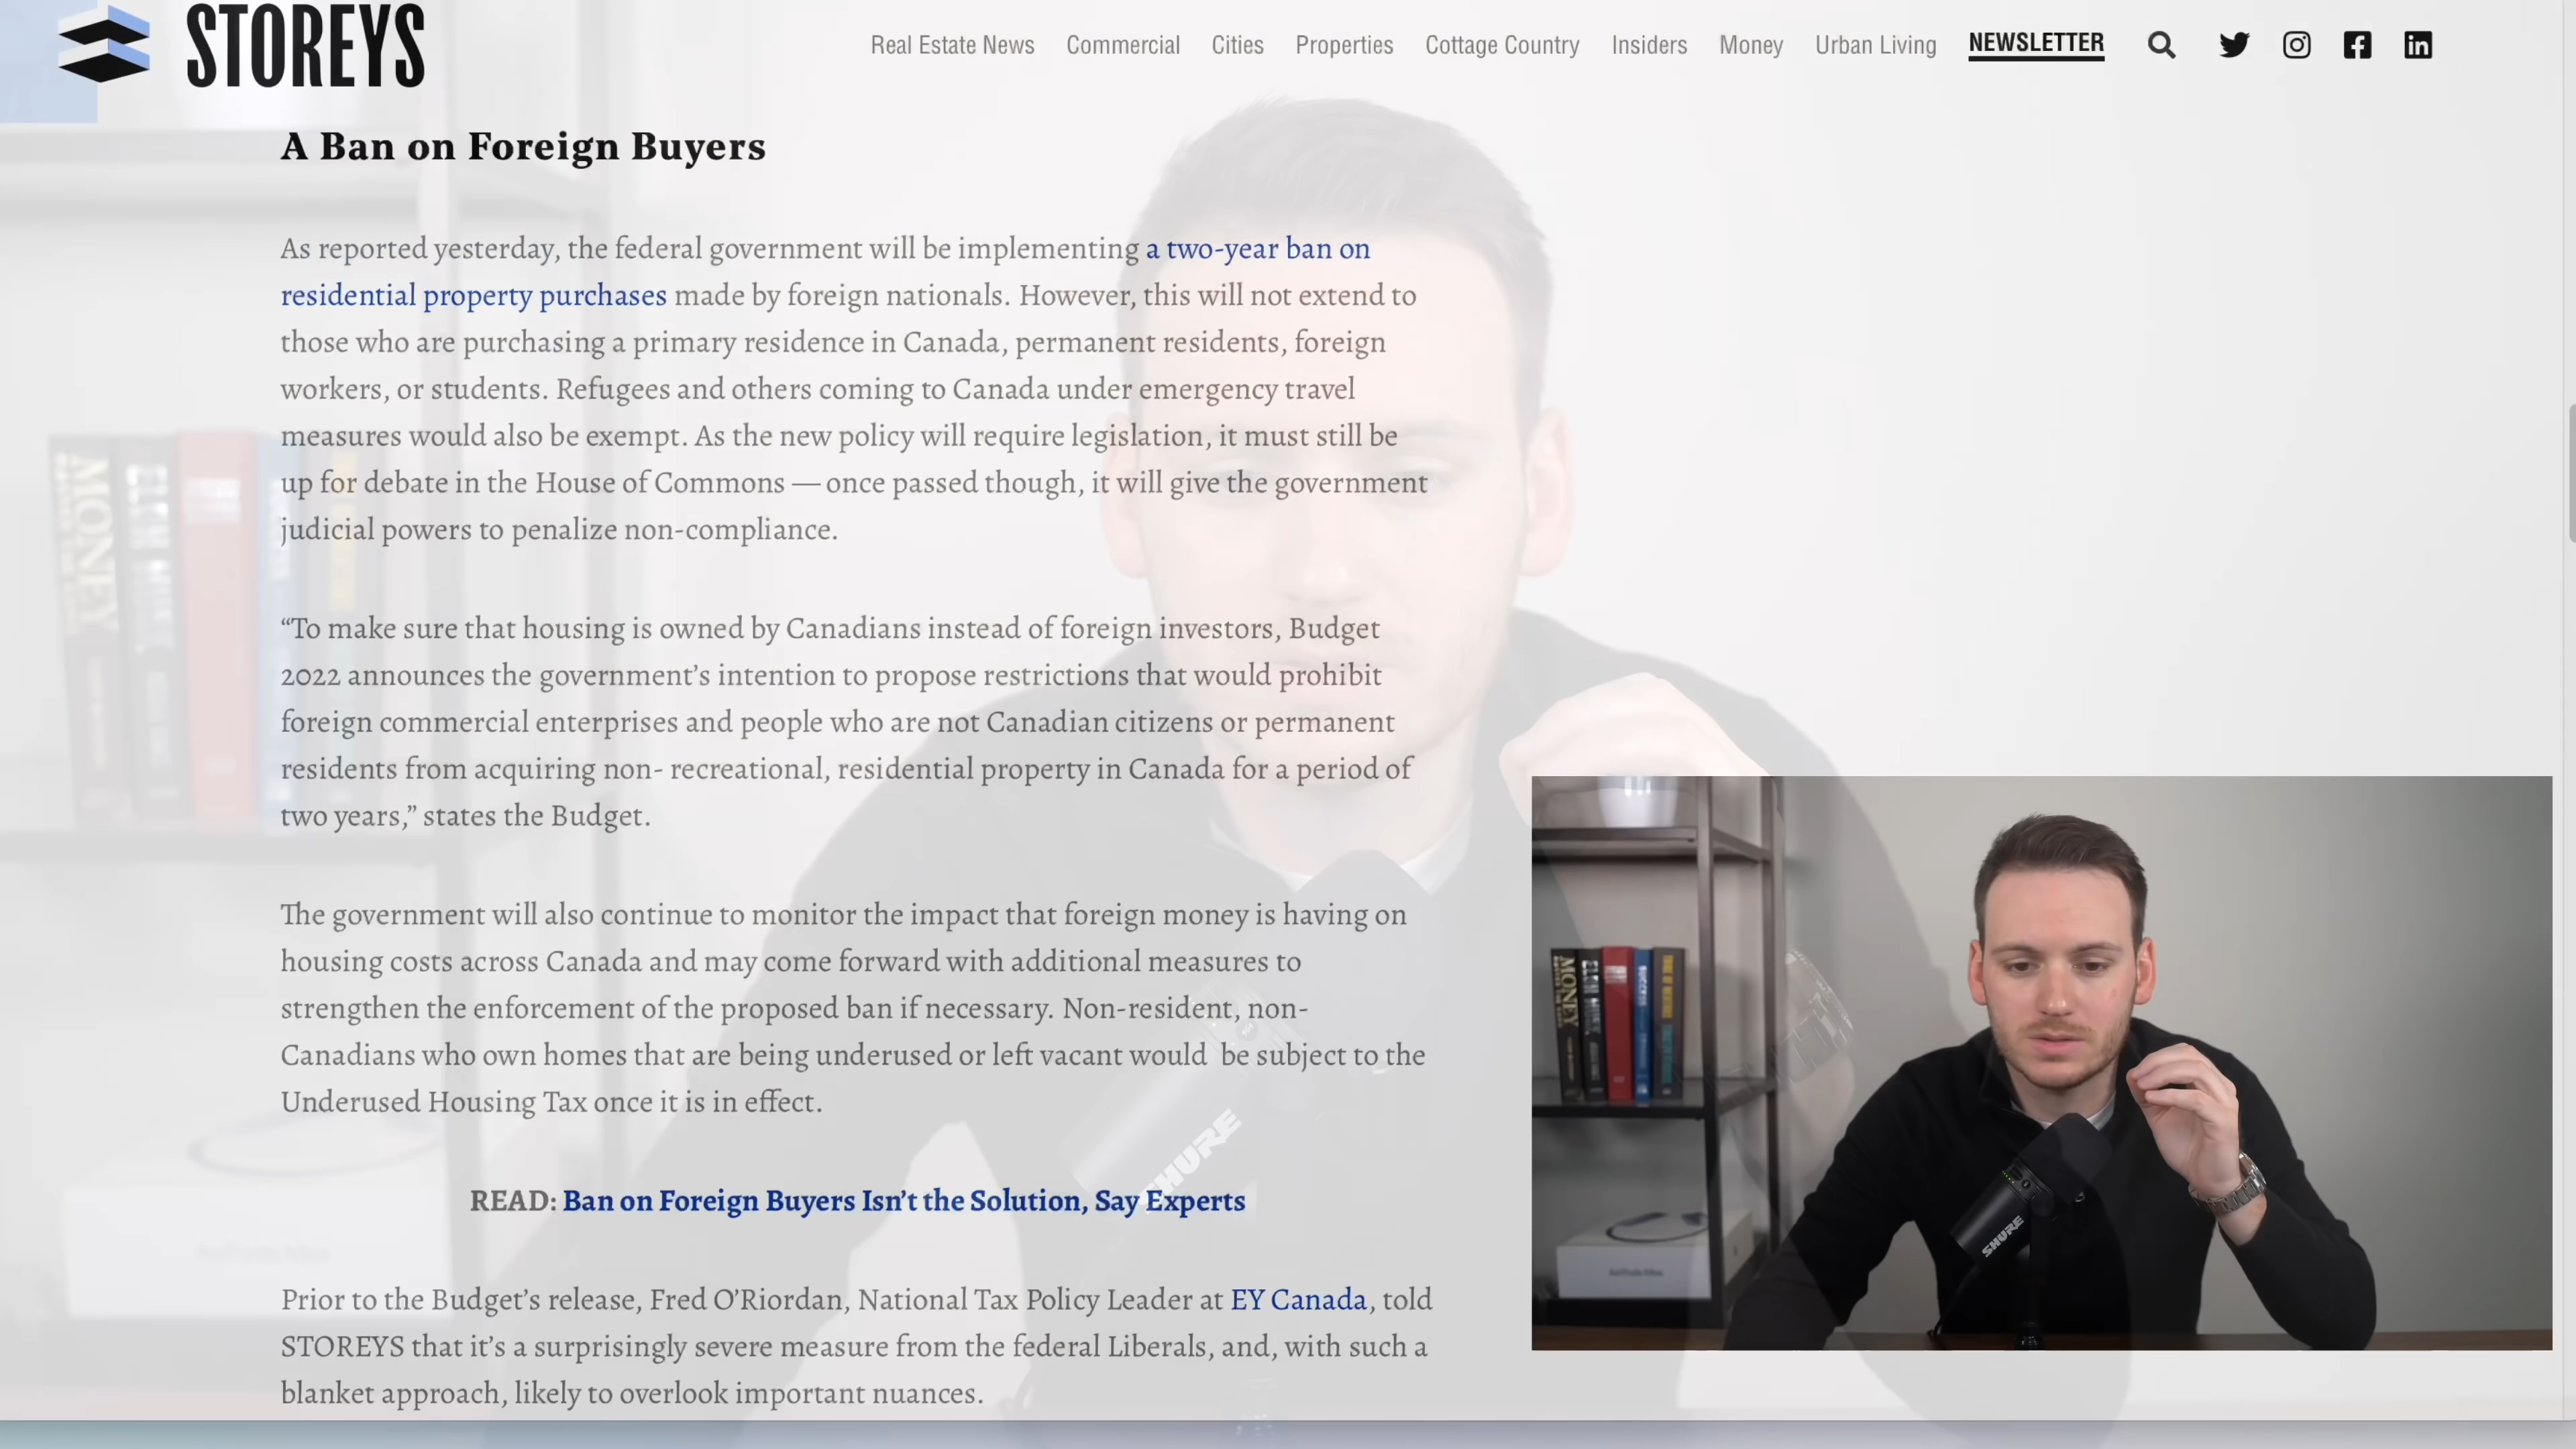 STOREYS
Real Estate News Commercial Cities Properties Cottage Country Insiders Money Urban Living NEWSLETTER
A Ban on Foreign Buyers
As reported yesterday, the federal government will be implementing a two-year ban on
residential property purchases made by foreign nationals. However, this will not extend to
those who are purchasing a primary residence in Canada, permanent residents, foreign
workers, or students. Refugees and others coming to Canada under emergency travel
measures would also be exempt. As the new policy will require legislation, it must still be
up for debate in the House of Commons — once passed though, it will give the government
judicial powers to penalize non-compliance.
“To make sure that housing is owned by Canadians instead of foreign investors, Budget
2022 announces the government’s intention to propose restrictions that would prohibit
foreign commercial enterprises and people who are not Canadian citizens or permanent
residents from acquiring non- recreational, residential property in Canada for a period of
two years,” states the Budget.
The government will also continue to monitor the impact that foreign money is having on
housing costs across Canada and may come forward with additional measures to
strengthen the enforcement of the proposed ban if necessary. Non-resident, non-
Canadians who own homes that are being underused or left vacant would be subject to the
Underused Housing Tax once it is in effect.
READ: Ban on Foreign Buyers Isn’t the Solution, Say Experts
Prior to the Budget’s release, Fred O’Riordan, National Tax Policy Leader at EY Canada, told
STOREYS that it’s a surprisingly severe measure from the federal Liberals, and, with such a
blanket approach, likely to overlook important nuances.
MONEY
ELON MUSK
SUCCESS
SHURE
MONEY
SHURE